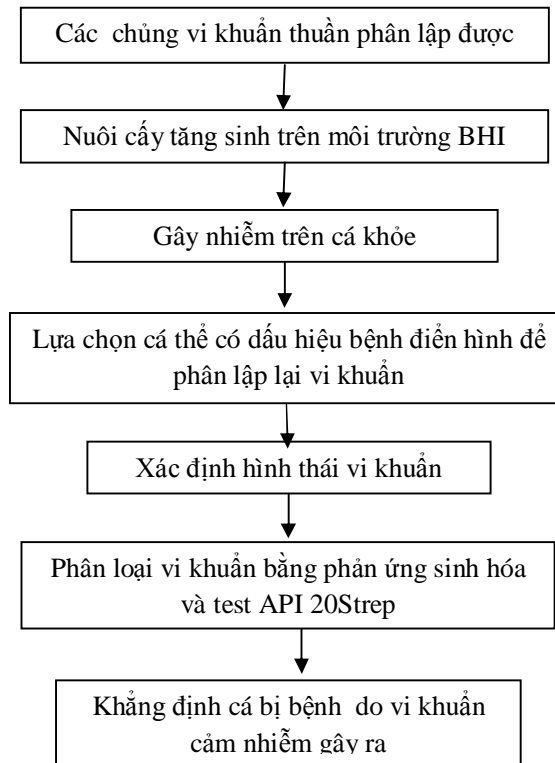 Các chủng vi khuẩn thuần phân lập được
Nuôi cấy tăng sinh trên môi trường BHI
Gây nhiễm trên cá khỏe
Lựa chọn cá thể có dấu hiệu bệnh điển hình để
phân lập lại vi khuẩn
Xác định hình thái vi khuẩn
Phân loại vi khuẩn bằng phản ứng sinh hóa
và test API 20Strep
Khẳng định cá bị bệnh do vi khuẩn
cảm nhiễm gây ra